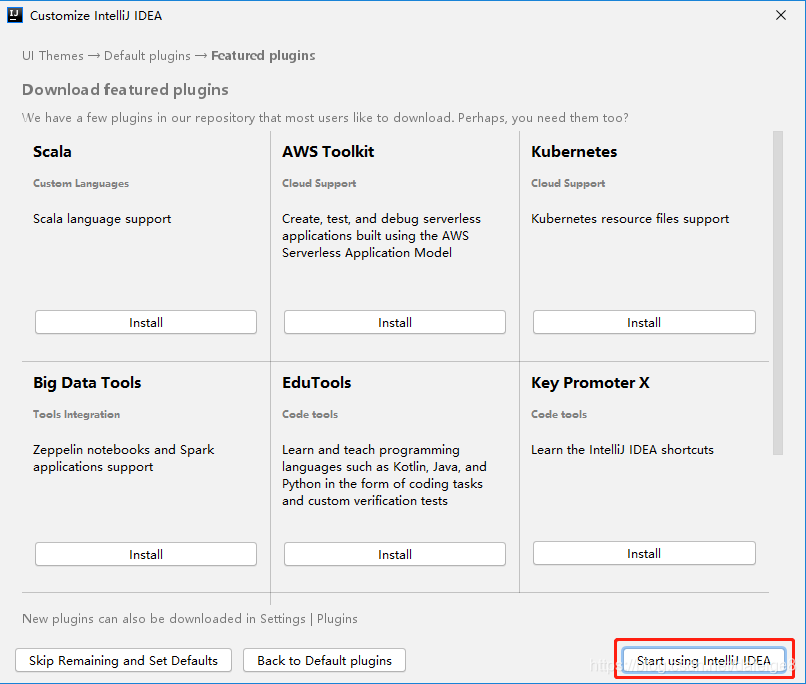 IJ
Customize IntelliJ IDEA
UI Themes → Default plugins → Featured plugins
Download featured plugins
We have a few plugins in our repository that most users like to download. Perhaps, you need them too?
Scala
Custom Languages
Scala language support
Install
AWS Toolkit
Cloud Support
Create, test, and debug serverless
applications built using the AWS
Serverless Application Model
Install
Kubernetes
Cloud Support
Kubernetes resource files support
Install
Big Data Tools
Tools Integration
Zeppelin notebooks and Spark
applications support
Install
EduTools
Code tools
Learn and teach programming
languages such as Kotlin, Java, and
Python in the form of coding tasks
and custom verification tests
Install
Key Promoter X
Code tools
Learn the IntelliJ IDEA shortcuts
Install
New plugins can also be downloaded in Settings | Plugins
Skip Remaining and Set Defaults
Back to Default plugins
Start using IntelliJ IDEA